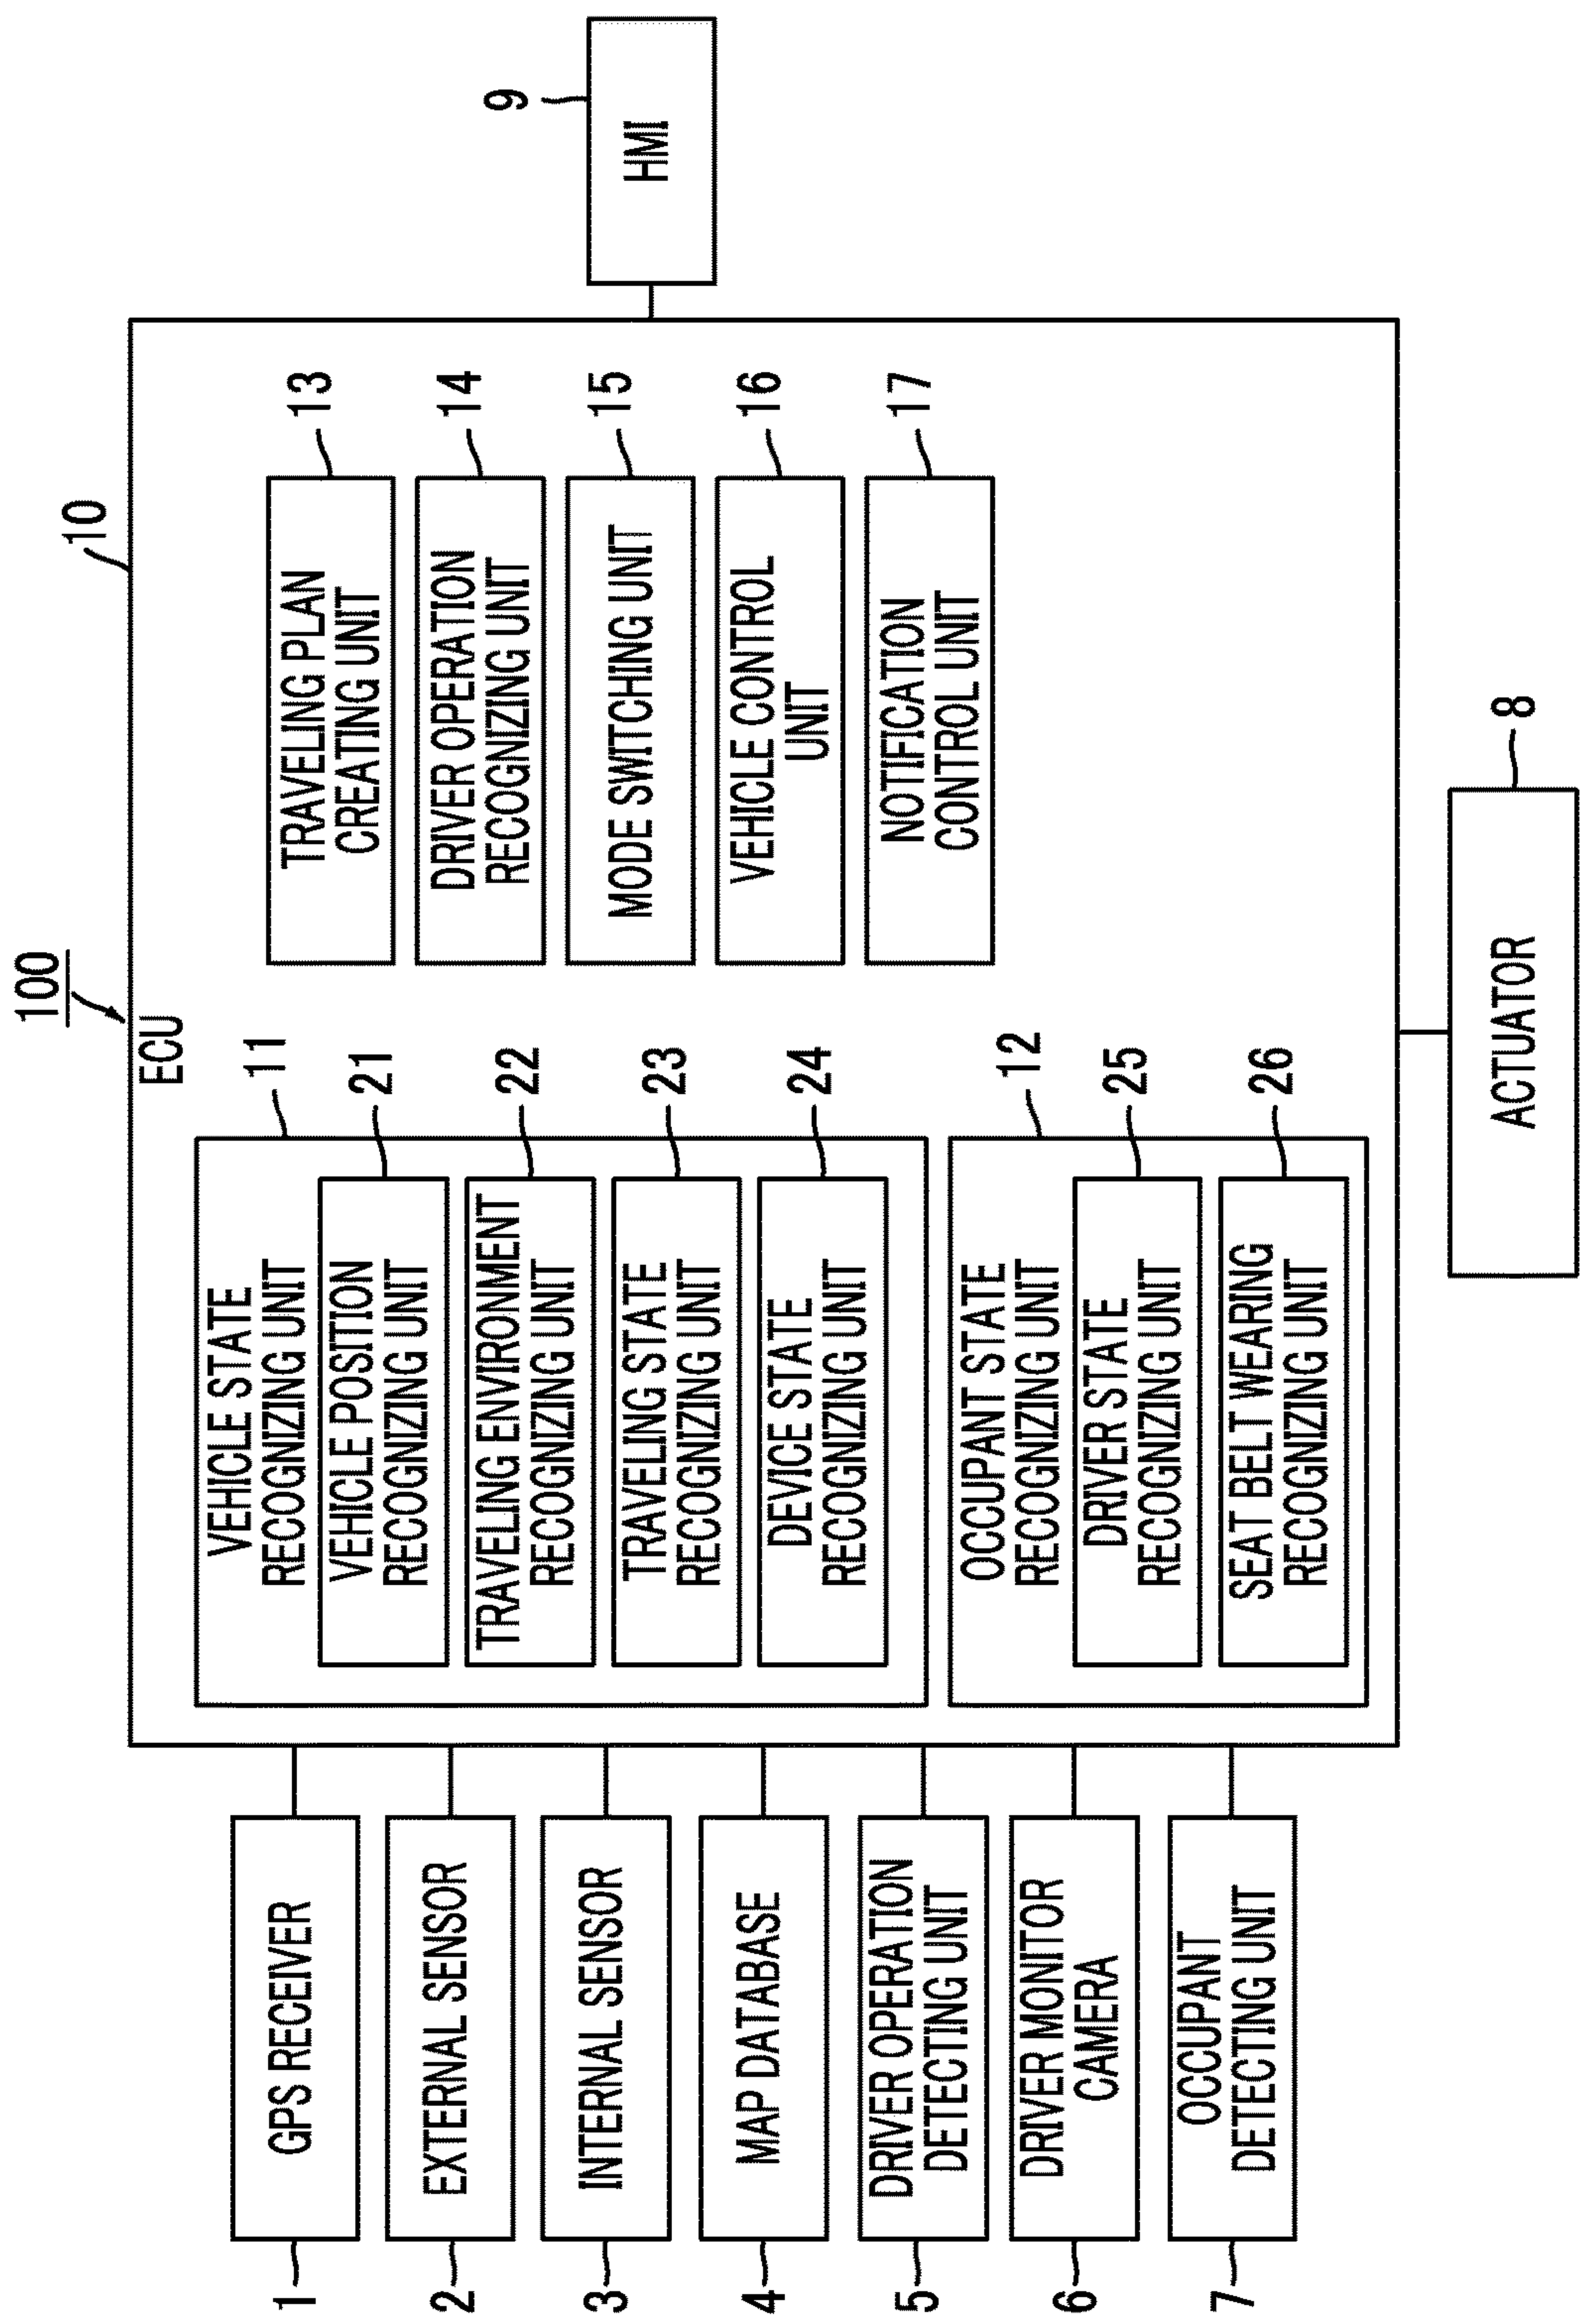 100
10
ECU
1
GPS RECEIVER
2
EXTERNAL SENSOR
3
INTERNAL SENSOR
4
MAP DATABASE
5
DRIVER OPERATION
DETECTING UNIT
6
DRIVER MONITOR
CAMERA
7
OCCUPANT
DETECTING UNIT
11
VEHICLE STATE
RECOGNIZING UNIT
21
VEHICLE POSITION
RECOGNIZING UNIT
22
TRAVELING ENVIRONMENT
RECOGNIZING UNIT
23
TRAVELING STATE
RECOGNIZING UNIT
24
DEVICE STATE
RECOGNIZING UNIT
12
OCCUPANT STATE
RECOGNIZING UNIT
25
DRIVER STATE
RECOGNIZING UNIT
26
SEAT BELT WEARING
RECOGNIZING UNIT
13
TRAVELING PLAN
CREATING UNIT
14
DRIVER OPERATION
RECOGNIZING UNIT
15
MODE SWITCHING UNIT
16
VEHICLE CONTROL
UNIT
17
NOTIFICATION
CONTROL UNIT
9
HMI
8
ACTUATOR